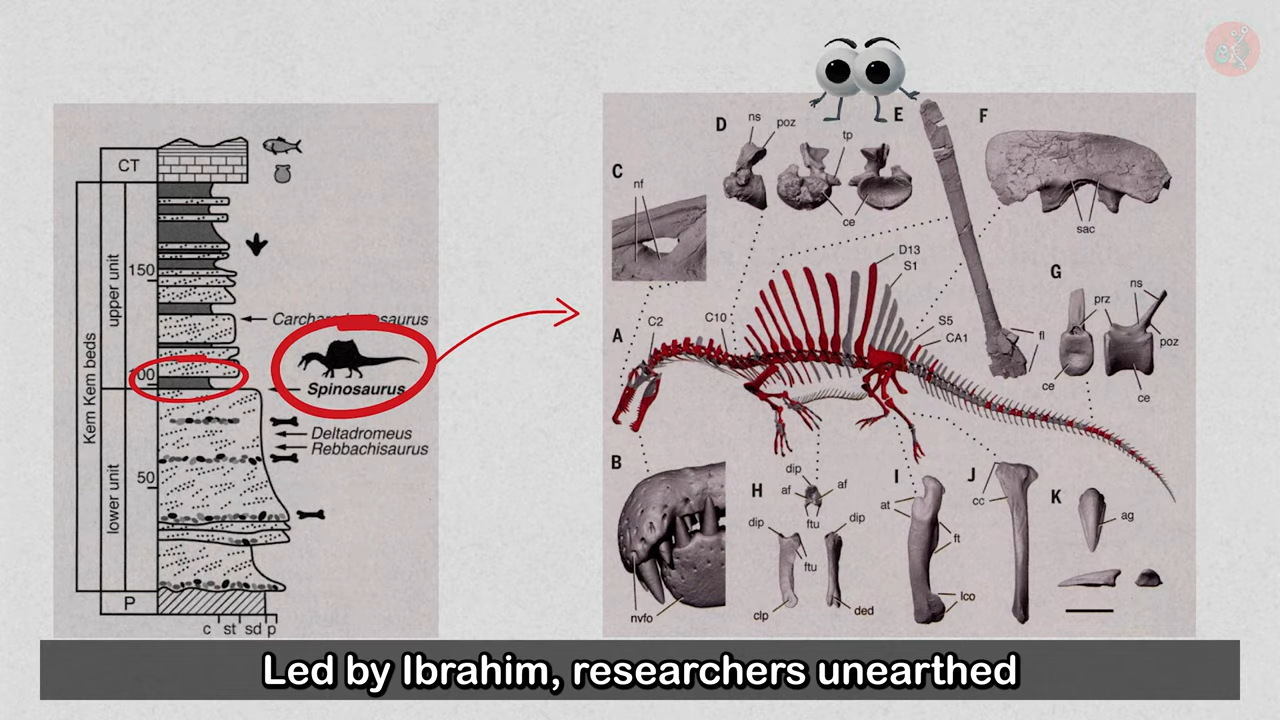 CT
Kem Kem beds
upper unit
lower unit
150
50
P
c st sd p
Spinosaurus
Deltadromeus
Rebbachisaurus
A
C2
C10
D13
S1
S5
CA1
B
nvfo
C
nf
D
ns
poz
tp
ce
E
fl
F
sac
G
prz
ns
poz
ce
ce
H
dip
af
af
ftu
dip
ftu
dip
clp
ded
I
at
ft
lco
J
cc
K
ag
Led by Ibrahim, researchers unearthed